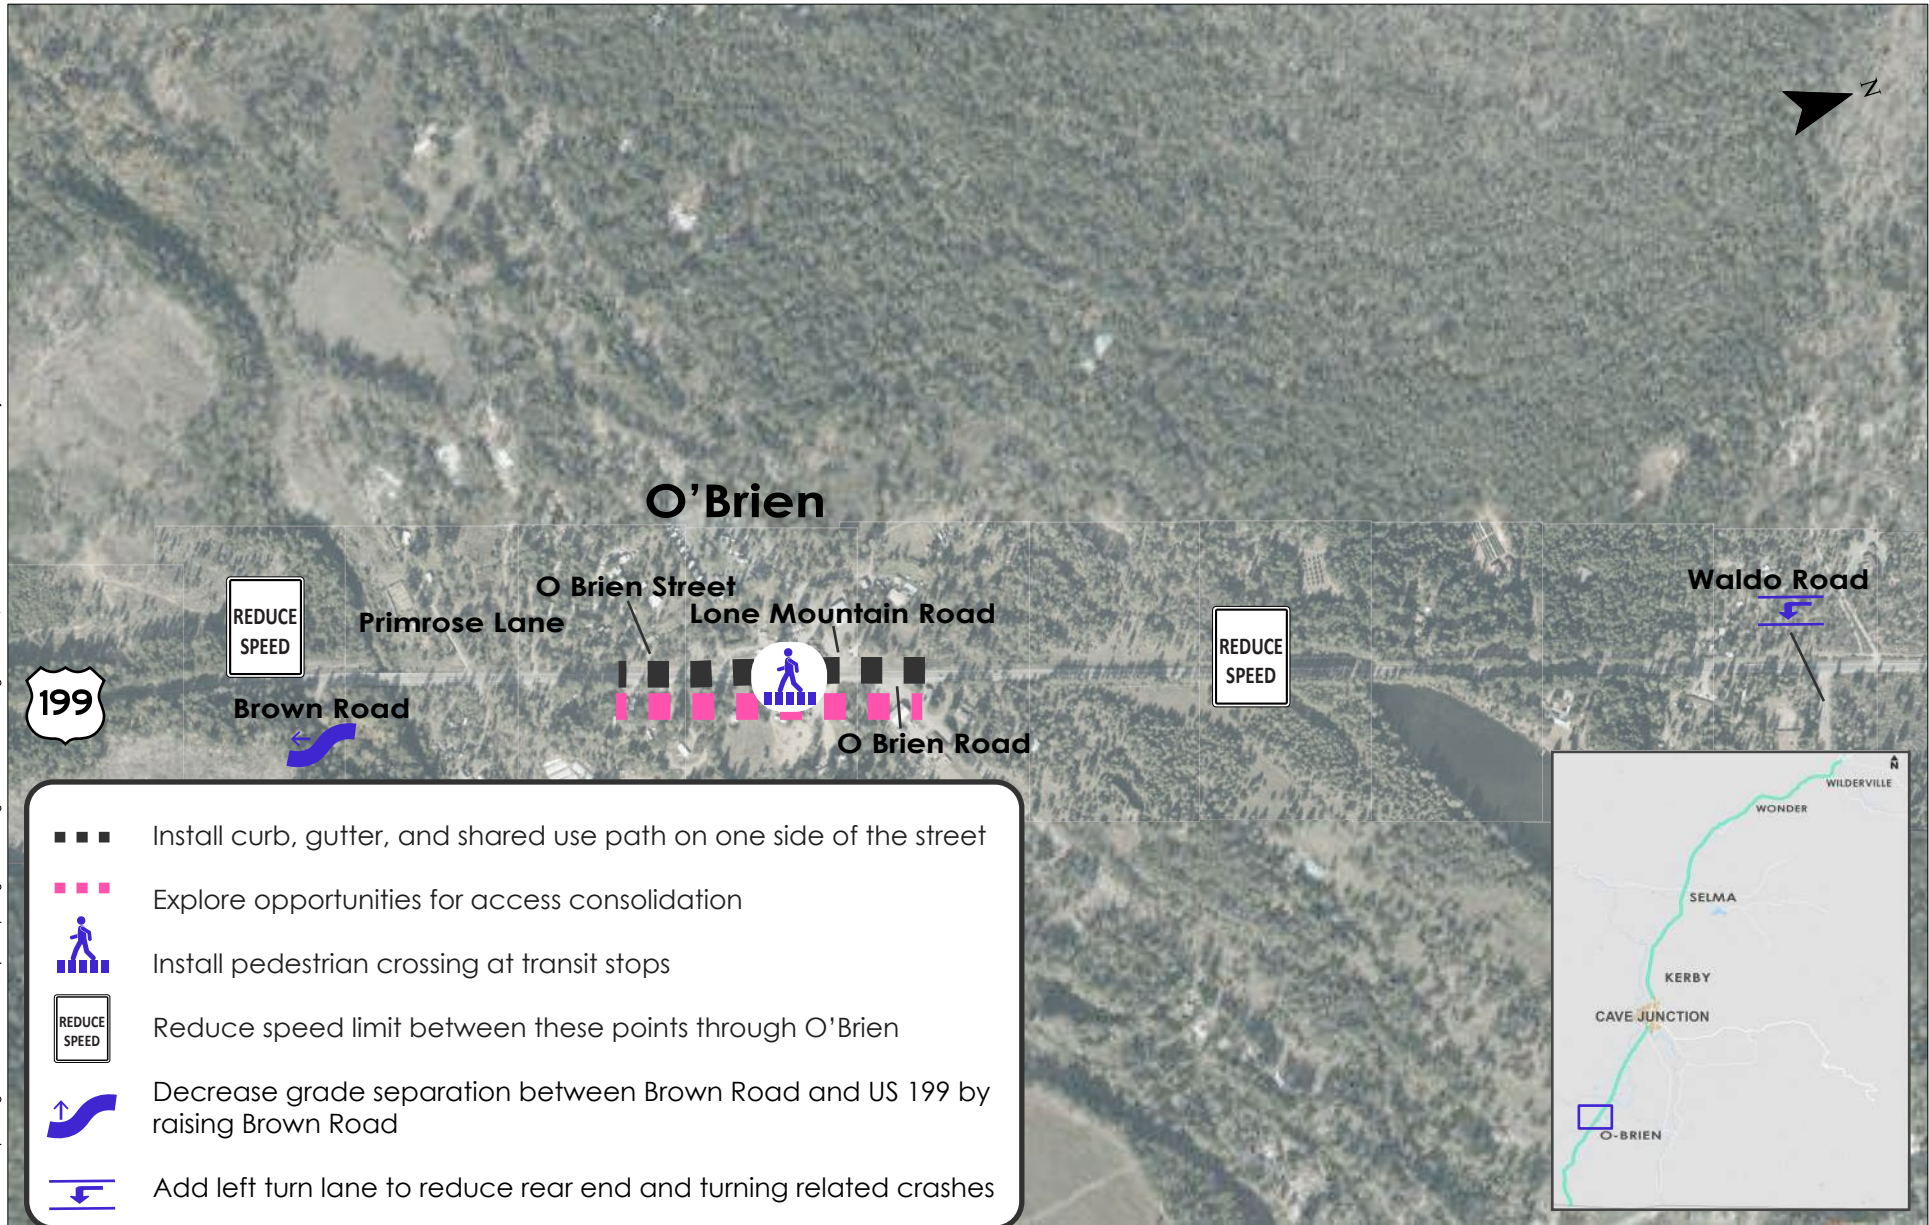 N
O'Brien
O Brien Street
Waldo Road
REDUCE
SPEED
Primrose Lane
Lone Mountain Road
REDUCE
SPEED
199
Brown Road
O Brien Road
Install curb, gutter, and shared use path on one side of the street
Explore opportunities for access consolidation
Install pedestrian crossing at transit stops
REDUCE
SPEED
Reduce speed limit between these points through O'Brien
Decrease grade separation between Brown Road and US 199 by
raising Brown Road
Add left turn lane to reduce rear end and turning related crashes
N
WILDERVILLE
WONDER
SELMA
KERBY
CAVE JUNCTION
O-BRIEN